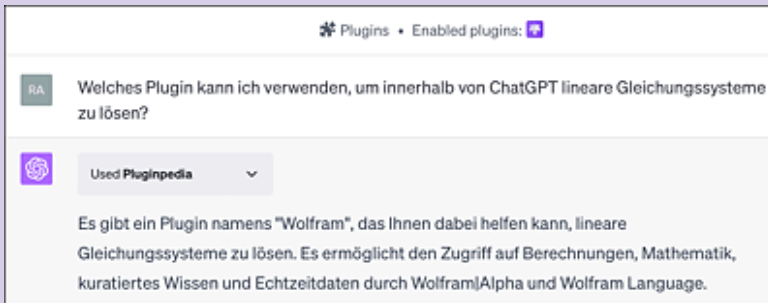 Plugins • Enabled plugins:
RA
Welches Plugin kann ich verwenden, um innerhalb von ChatGPT lineare Gleichungssysteme
zu lösen?
Used Pluginpedia
Es gibt ein Plugin namens "Wolfram", das Ihnen dabei helfen kann, lineare
Gleichungssysteme zu lösen. Es ermöglicht den Zugriff auf Berechnungen, Mathematik,
kuratiertes Wissen und Echtzeitdaten durch Wolfram|Alpha und Wolfram Language.